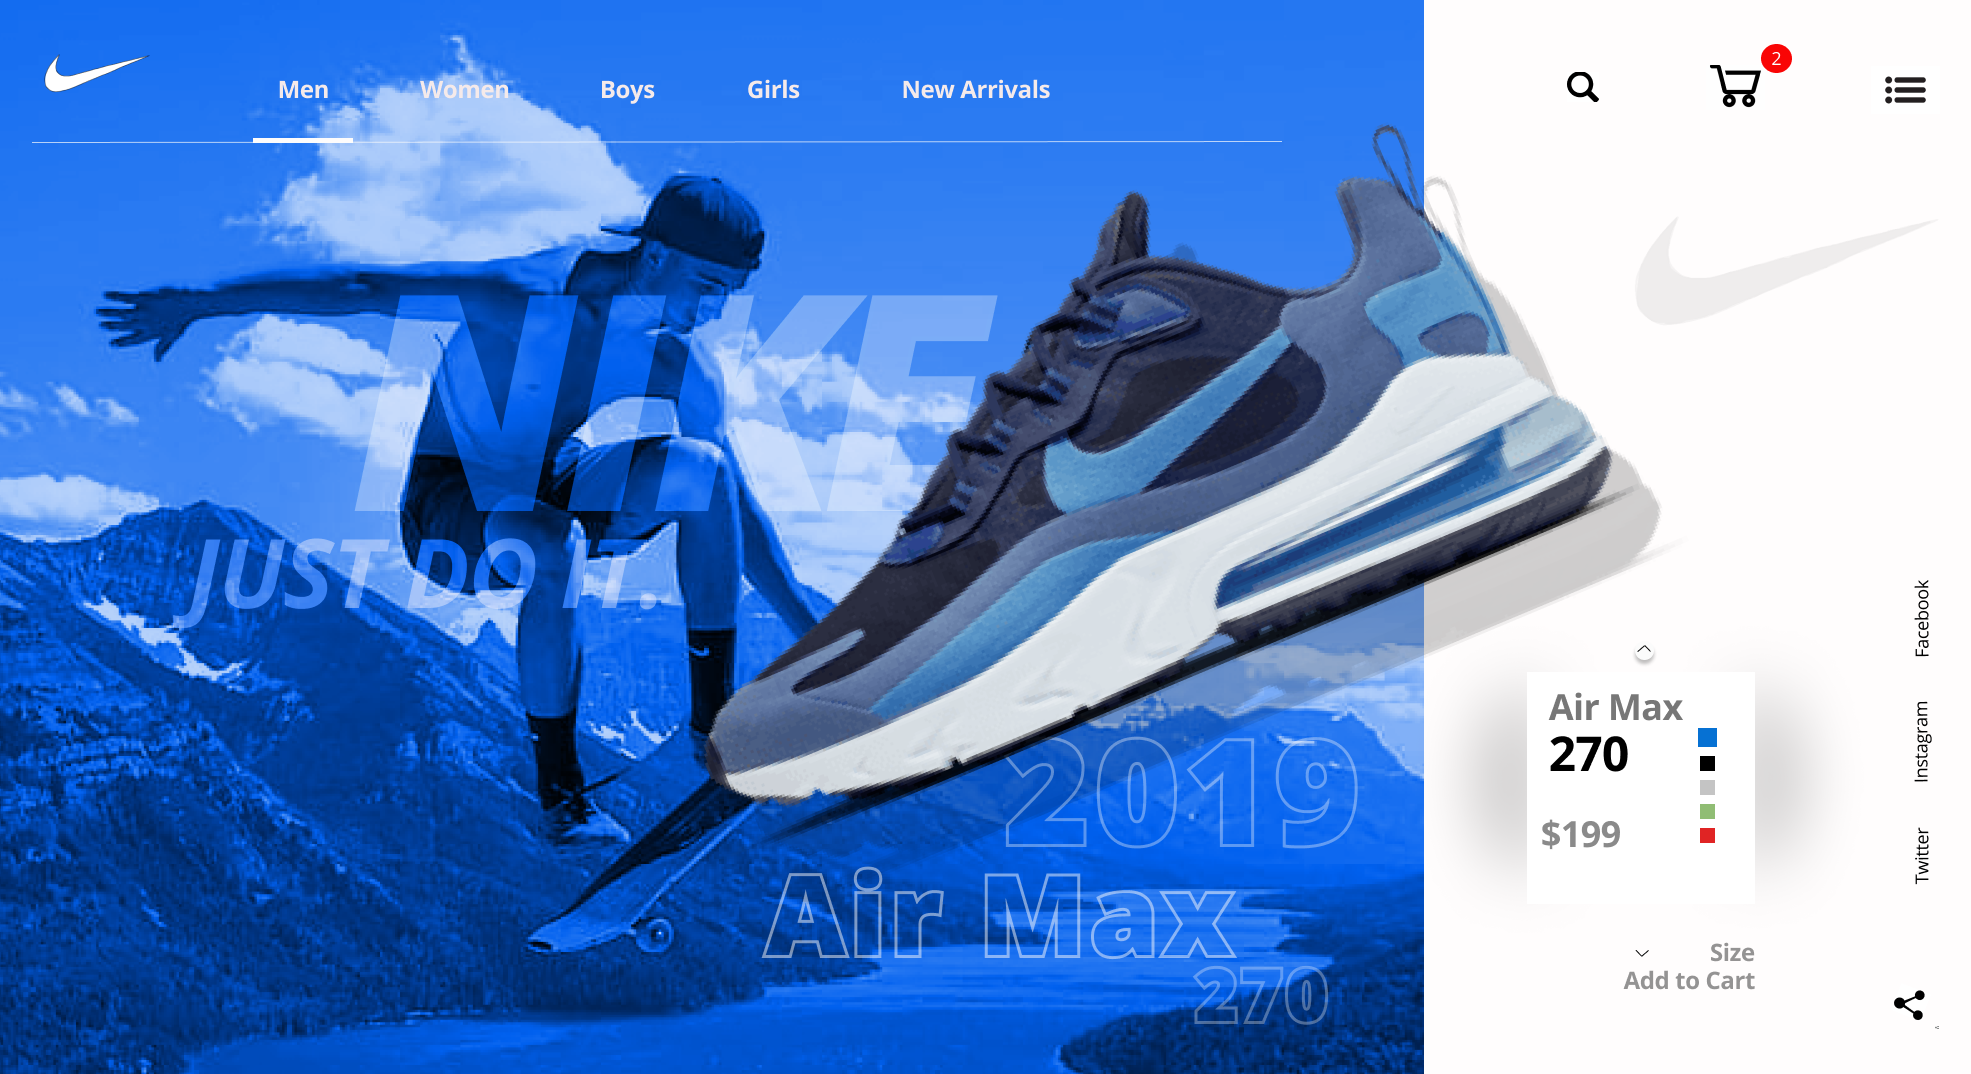 Men Women Boys Girls New Arrivals
2
NIKE
JUST DO IT.
2019
Air Max
270
Air Max
270
$199
Size
Add to Cart
Facebook
Instagram
Twitter